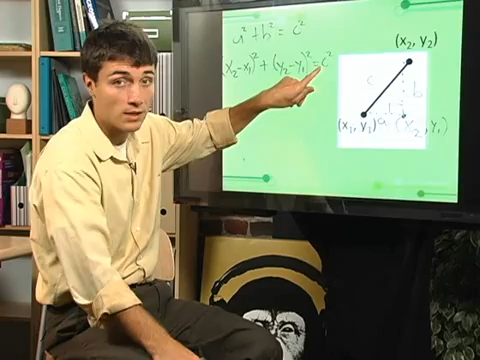 a² + b² = c²
(x₂-x₁)² + (y₂-y₁)² = c²
(x₂, y₂)
c
b
(x₁, y₁) a (x₂, y₁)